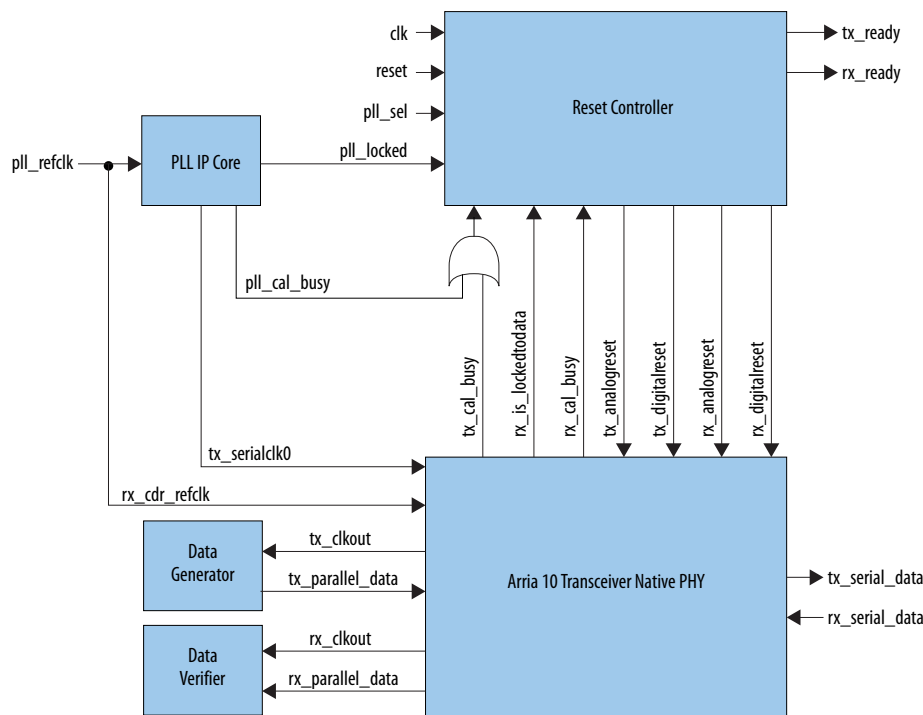 clk
tx_ready
reset
rx_ready
Reset Controller
pll_sel
pll_refclk
PLL IP Core
pll_locked
pll_cal_busy
tx_cal_busy
rx_is_lockedtodata
rx_cal_busy
tx_analogreset
tx_digitalreset
rx_analogreset
rx_digitalreset
tx_serialclk0
rx_cdr_refclk
Data
Generator
tx_clkout
tx_parallel_data
Arria 10 Transceiver Native PHY
tx_serial_data
rx_serial_data
Data
Verifier
rx_clkout
rx_parallel_data